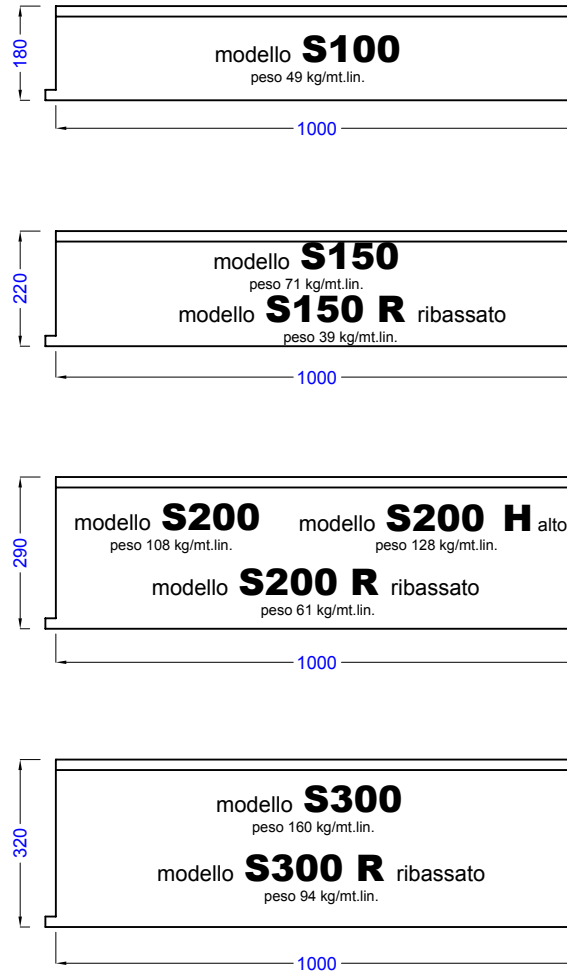 180
modello S100
peso 49 kg/mt.lin.
1000
220
modello S150
peso 71 kg/mt.lin.
modello S150 R ribassato
peso 39 kg/mt.lin.
1000
290
modello S200 modello S200 H alto
peso 108 kg/mt.lin. peso 128 kg/mt.lin.
modello S200 R ribassato
peso 61 kg/mt.lin.
1000
320
modello S300
peso 160 kg/mt.lin.
modello S300 R ribassato
peso 94 kg/mt.lin.
1000